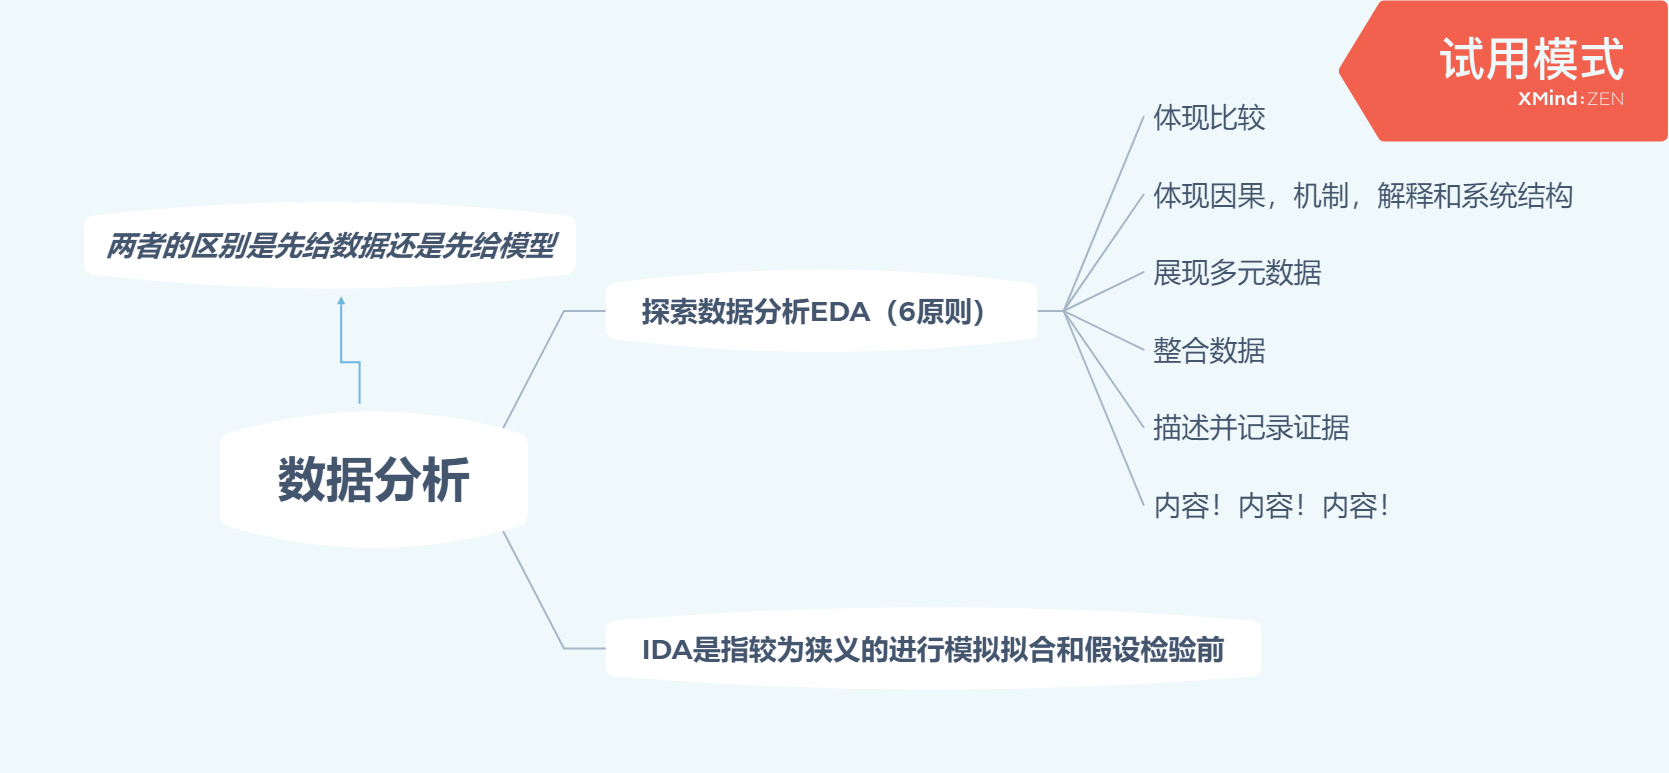 试用模式
XMind:ZEN
体现比较
体现因果，机制，解释和系统结构
两者的区别是先给数据还是先给模型
展现多元数据
探索数据分析EDA（6原则）
整合数据
描述并记录证据
数据分析
内容！内容！内容！
IDA是指较为狭义的进行模拟拟合和假设检验前